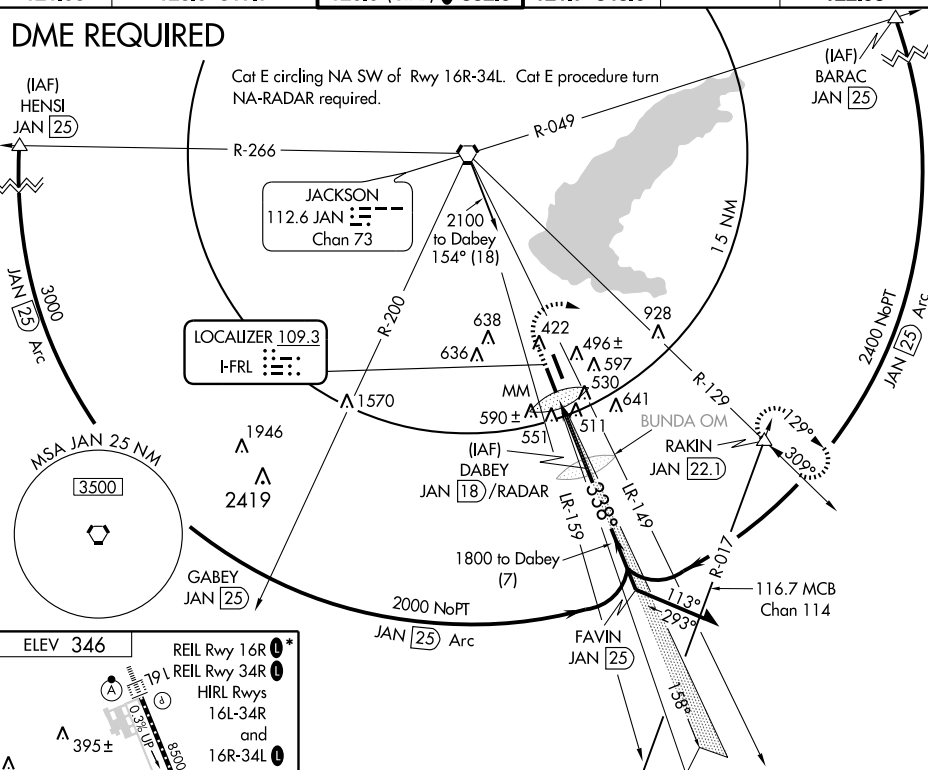 DME REQUIRED
Cat E circling NA SW of Rwy 16R-34L. Cat E procedure turn
NA-RADAR required.
(IAF)
HENSI
JAN 25
(IAF)
BARAC
JAN 25
R-049
R-266
JACKSON
112.6 JAN
Chan 73
2100
to Dabey
154° (18)
15 NM
3000
JAN 25 Arc
R-200
LOCALIZER 109.3
I-FRL
638
636
422
928
496±
597
530
641
MM
590±
551
511
1570
1946
2419
2400 NoPT
JAN 25 Arc
R-129
BUNDA OM
RAKIN
JAN 22.1
129°
309°
MSA JAN 25 NM
3500
(IAF)
DABEY
JAN 18/RADAR
338°
LR-159
LR-149
R-017
1800 to Dabey
(7)
116.7 MCB
Chan 114
GABEY
JAN 25
2000 NoPT
JAN 25 Arc
FAVIN
JAN 25
113°
293°
158°
ELEV 346
REIL Rwy 16R L*
REIL Rwy 34R L
HIRL Rwys
16L-34R
and
16R-34L L
A
16L
P
0.3% UP
8500
395±